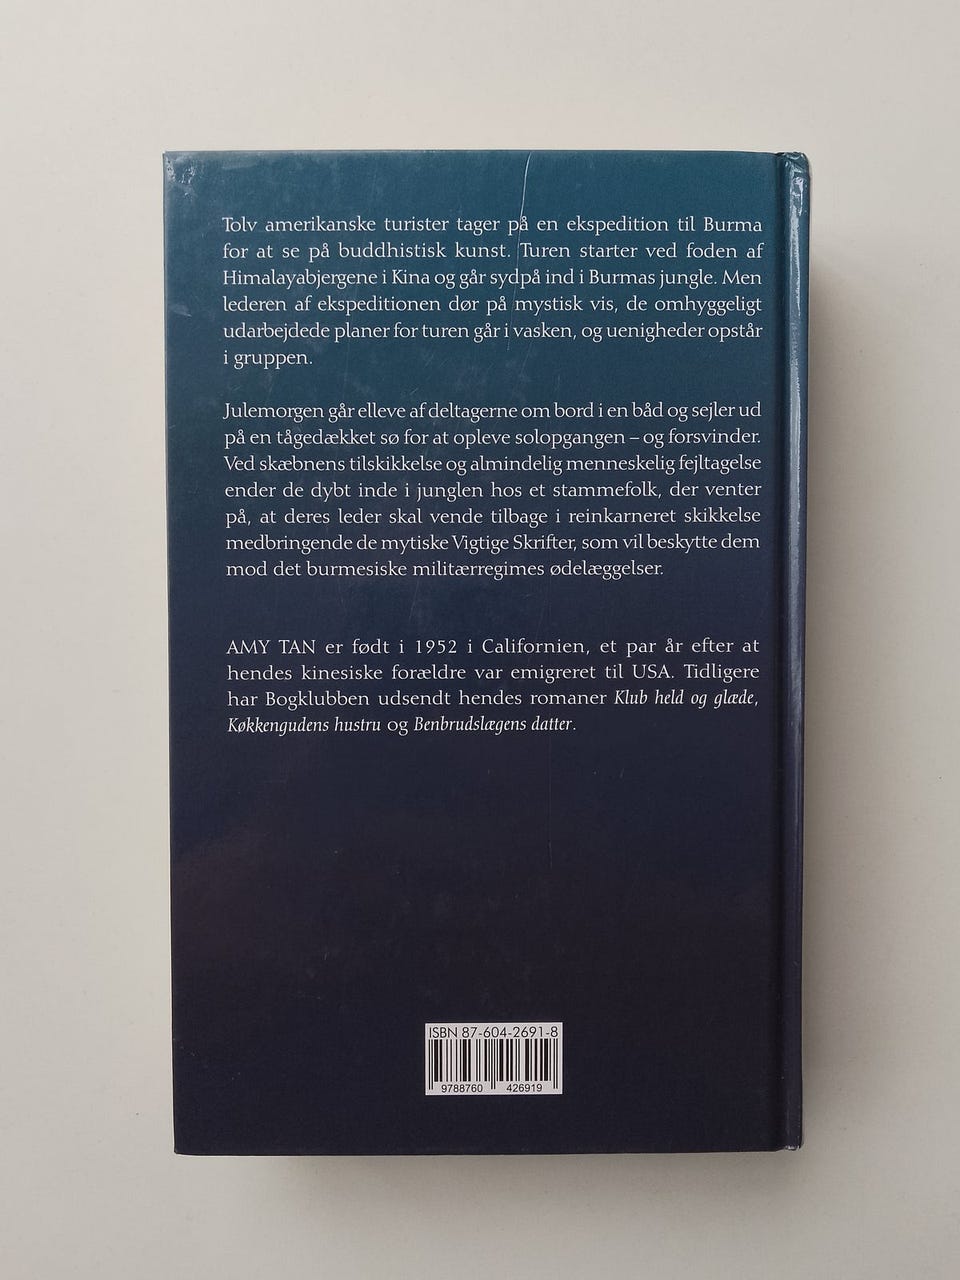 Tolv amerikanske turister tager på en ekspedition til Burma
for at se på buddhistisk kunst. Turen starter ved foden af
Himalayabjergene i Kina og går sydpå ind i Burmas jungle. Men
lederen af ekspeditionen dør på mystisk vis, de omhyggeligt
udarbejdede planer for turen går i vasken, og uenigheder opstår
i gruppen.
Julemorgen går elleve af deltagerne om bord i en båd og sejler ud
på en tågedækket sø for at opleve solopgangen – og forsvinder.
Ved skæbnens tilskikkelse og almindelig menneskelig fejltagelse
ender de dybt inde i junglen hos et stammefolk, der venter
på, at deres leder skal vende tilbage i reinkarneret skikkelse
medbringende de mytiske Vigtige Skrifter, som vil beskytte dem
mod det burmesiske militærregimes ødelæggelser.
AMY TAN er født i 1952 i Californien, et par år efter at
hendes kinesiske forældre var emigreret til USA. Tidligere
har Bogklubben udsendt hendes romaner Klub held og glæde,
Køkkengudens hustru og Benbrudslægens datter.
ISBN 87-604-2691-8
9788760 426919